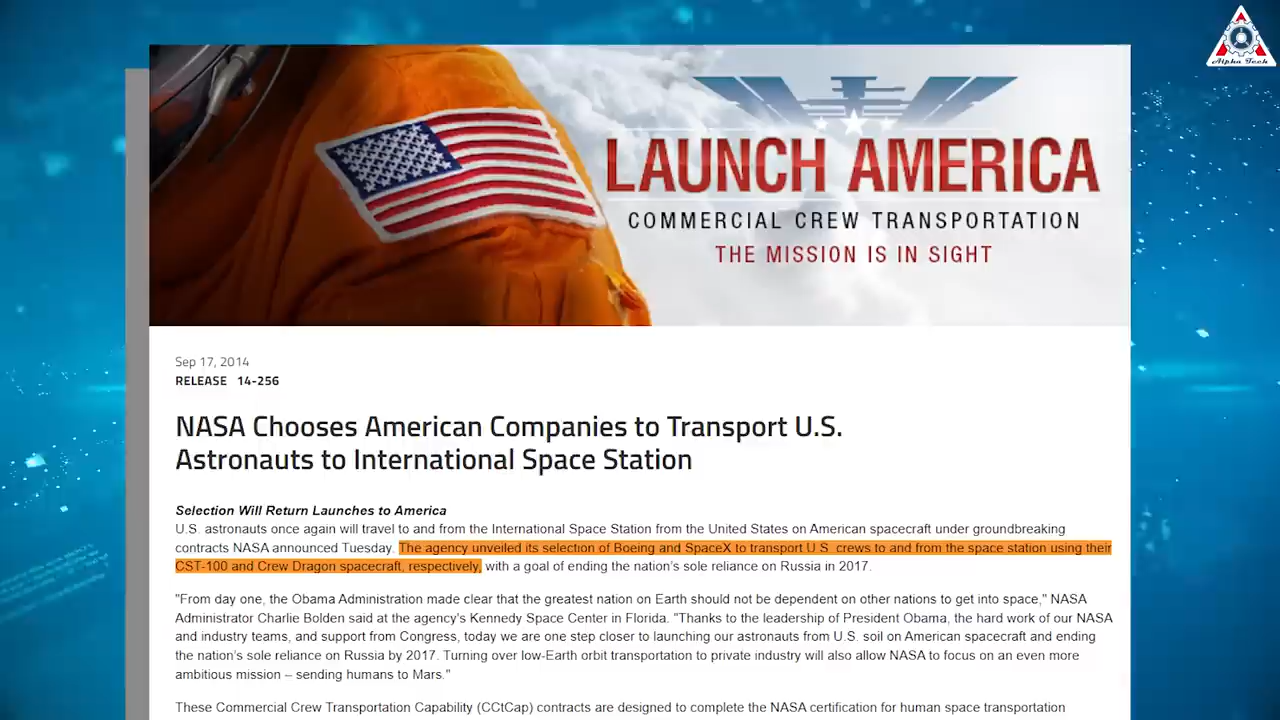 Alpha Tech
LAUNCH AMERICA
COMMERCIAL CREW TRANSPORTATION
THE MISSION IS IN SIGHT
Sep 17, 2014
RELEASE 14-256
NASA Chooses American Companies to Transport U.S.
Astronauts to International Space Station
Selection Will Return Launches to America
U.S. astronauts once again will travel to and from the International Space Station from the United States on American spacecraft under groundbreaking
contracts NASA announced Tuesday. The agency unveiled its selection of Boeing and SpaceX to transport U.S. crews to and from the space station using their
CST-100 and Crew Dragon spacecraft, respectively, with a goal of ending the nation's sole reliance on Russia in 2017.
"From day one, the Obama Administration made clear that the greatest nation on Earth should not be dependent on other nations to get into space," NASA
Administrator Charlie Bolden said at the agency's Kennedy Space Center in Florida. "Thanks to the leadership of President Obama, the hard work of our NASA
and industry teams, and support from Congress, today we are one step closer to launching our astronauts from U.S. soil on American spacecraft and ending
the nation's sole reliance on Russia by 2017. Turning over low-Earth orbit transportation to private industry will also allow NASA to focus on an even more
ambitious mission – sending humans to Mars."
These Commercial Crew Transportation Capability (CCtCap) contracts are designed to complete the NASA certification for human space transportation